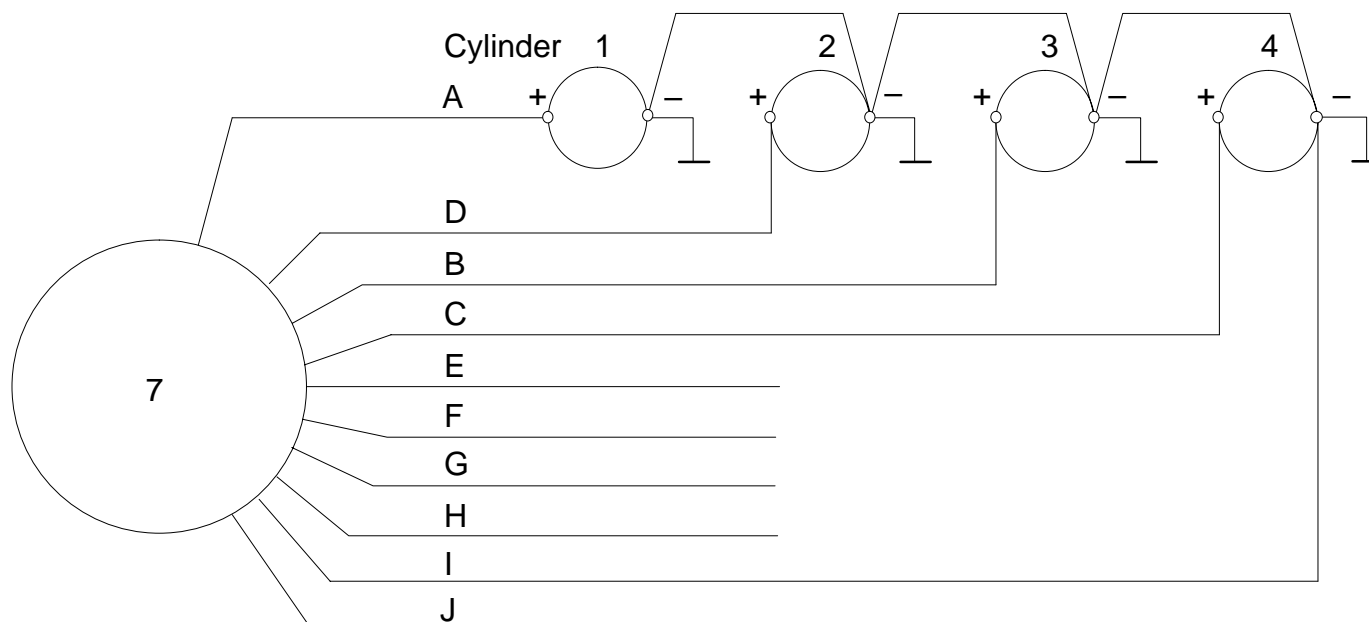 Cylinder 1 2 3 4
A + − + − + − + −
D
B
C
E
7
F
G
H
I
J